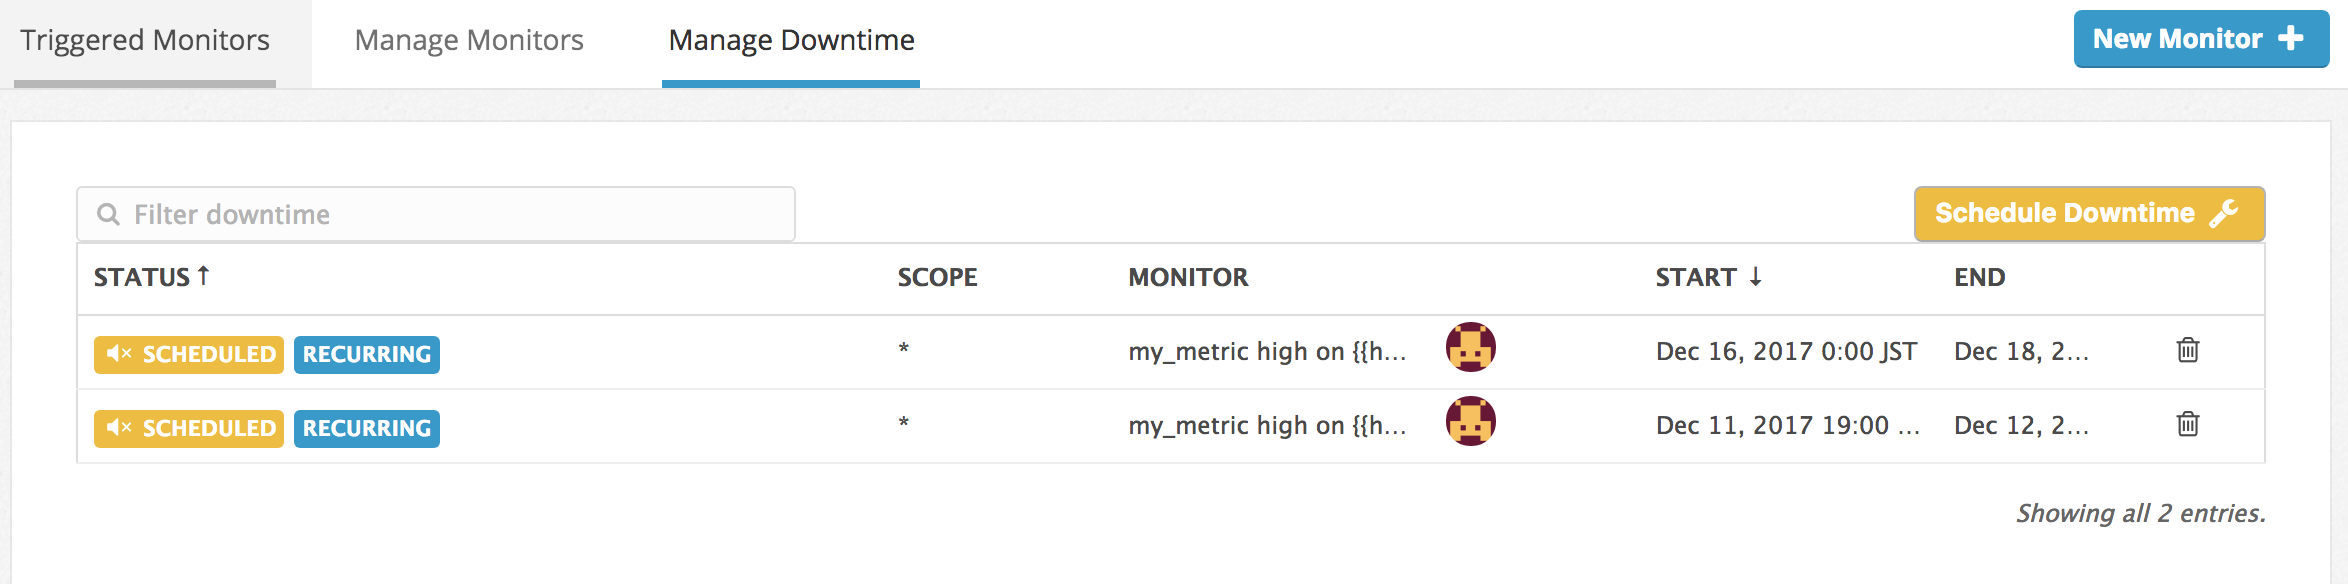 Triggered Monitors Manage Monitors Manage Downtime New Monitor
Filter downtime Schedule Downtime
STATUS SCOPE MONITOR START END
SCHEDULED RECURRING * my_metric high on {{h... Dec 16, 2017 0:00 JST Dec 18, 2...
SCHEDULED RECURRING * my_metric high on {{h... Dec 11, 2017 19:00 ... Dec 12, 2...
Showing all 2 entries.